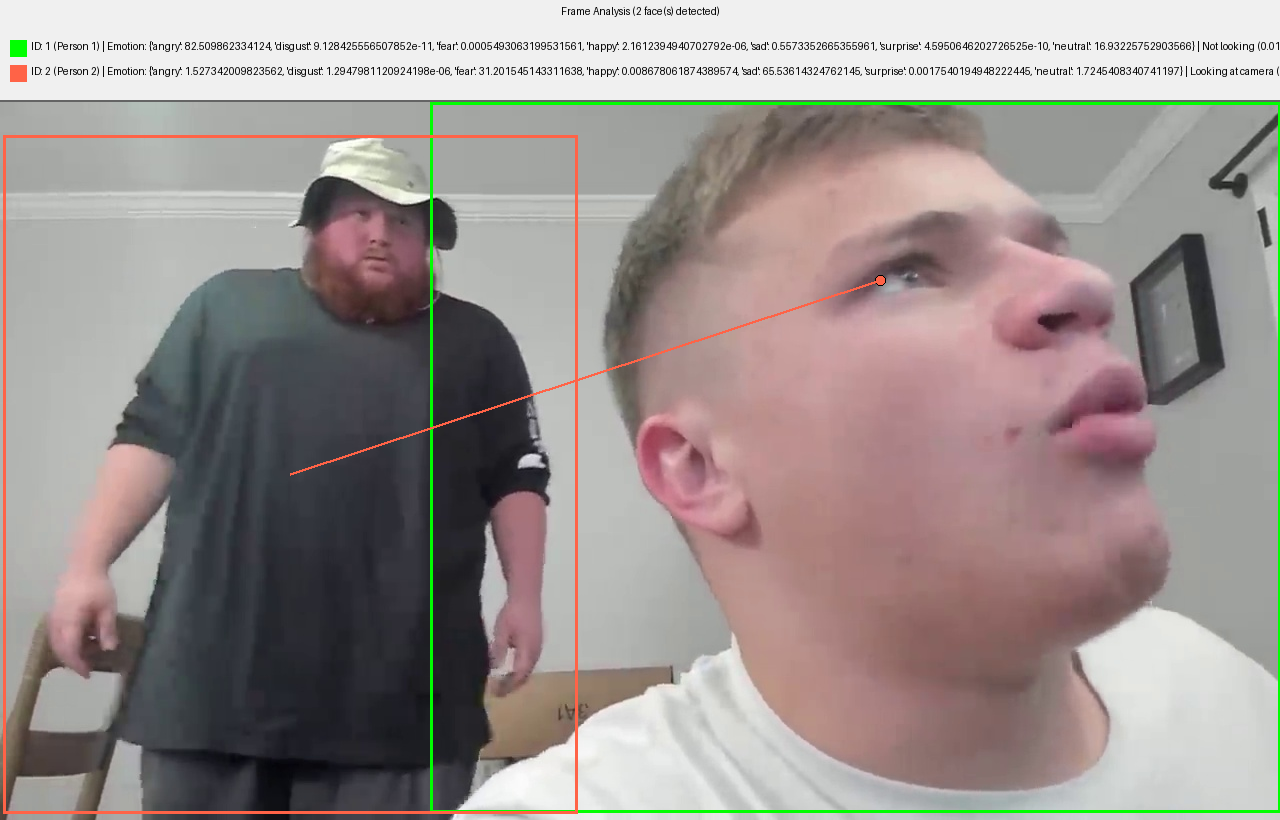 Frame Analysis (2 face(s) detected)
ID: 1 (Person 1) | Emotion: {'angry': 82.509862334124, 'disgust': 9.128425556507852e-11, 'fear': 0.0005493063199531561, 'happy': 2.1612394940702792e-06, 'sad': 0.5573352665355961, 'surprise': 4.5950646202726525e-10, 'neutral': 16.93225752903566} | Not looking (0.01
ID: 2 (Person 2) | Emotion: {'angry': 1.527342009823562, 'disgust': 1.2947981120924198e-06, 'fear': 31.201545143311638, 'happy': 0.008678061874389574, 'sad': 65.53614324762145, 'surprise': 0.0017540194948222445, 'neutral': 1.7245408340741197} | Looking at camera (
3A1